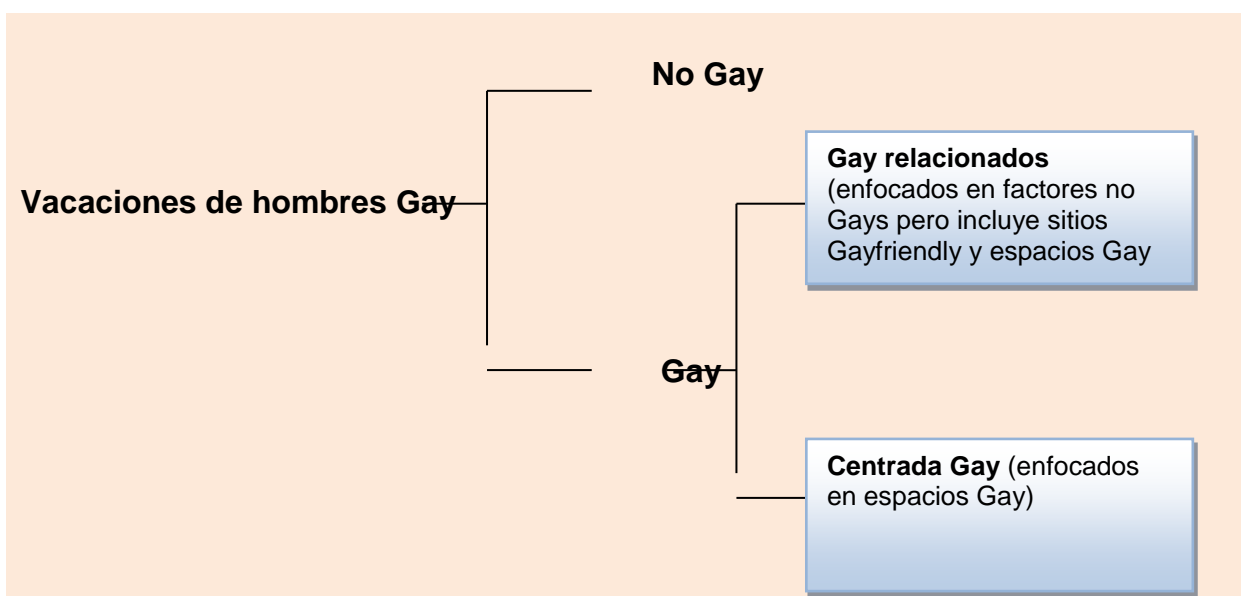 No Gay
Vacaciones de hombres Gay
Gay relacionados
(enfocados en factores no
Gays pero incluye sitios
Gayfriendly y espacios Gay
Gay
Centrada Gay (enfocados
en espacios Gay)